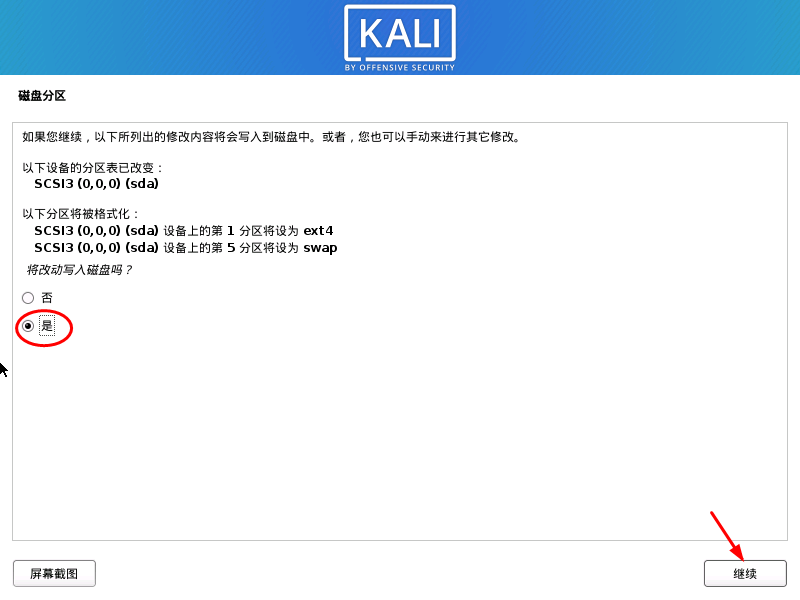 KALI
BY OFFENSIVE SECURITY
磁盘分区
如果您继续，以下所列出的修改内容将会写入到磁盘中。或者，您也可以手动来进行其它修改。
以下设备的分区表已改变：
SCSI3 (0,0,0) (sda)
以下分区将被格式化：
SCSI3 (0,0,0) (sda) 设备上的第 1 分区将设为 ext4
SCSI3 (0,0,0) (sda) 设备上的第 5 分区将设为 swap
将改动写入磁盘吗？
否
是
屏幕截图
继续